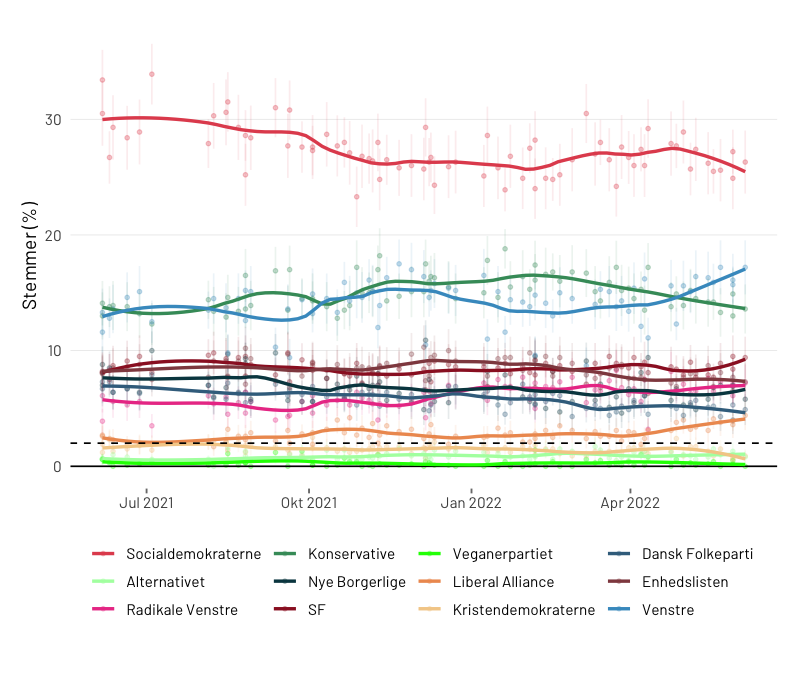 Stemmer(%)
30
20
10
0
Jul 2021 Okt 2021 Jan 2022 Apr 2022
Socialdemokraterne Konservative Veganerpartiet Dansk Folkeparti
Alternativet Nye Borgerlige Liberal Alliance Enhedslisten
Radikale Venstre SF Kristendemokraterne Venstre